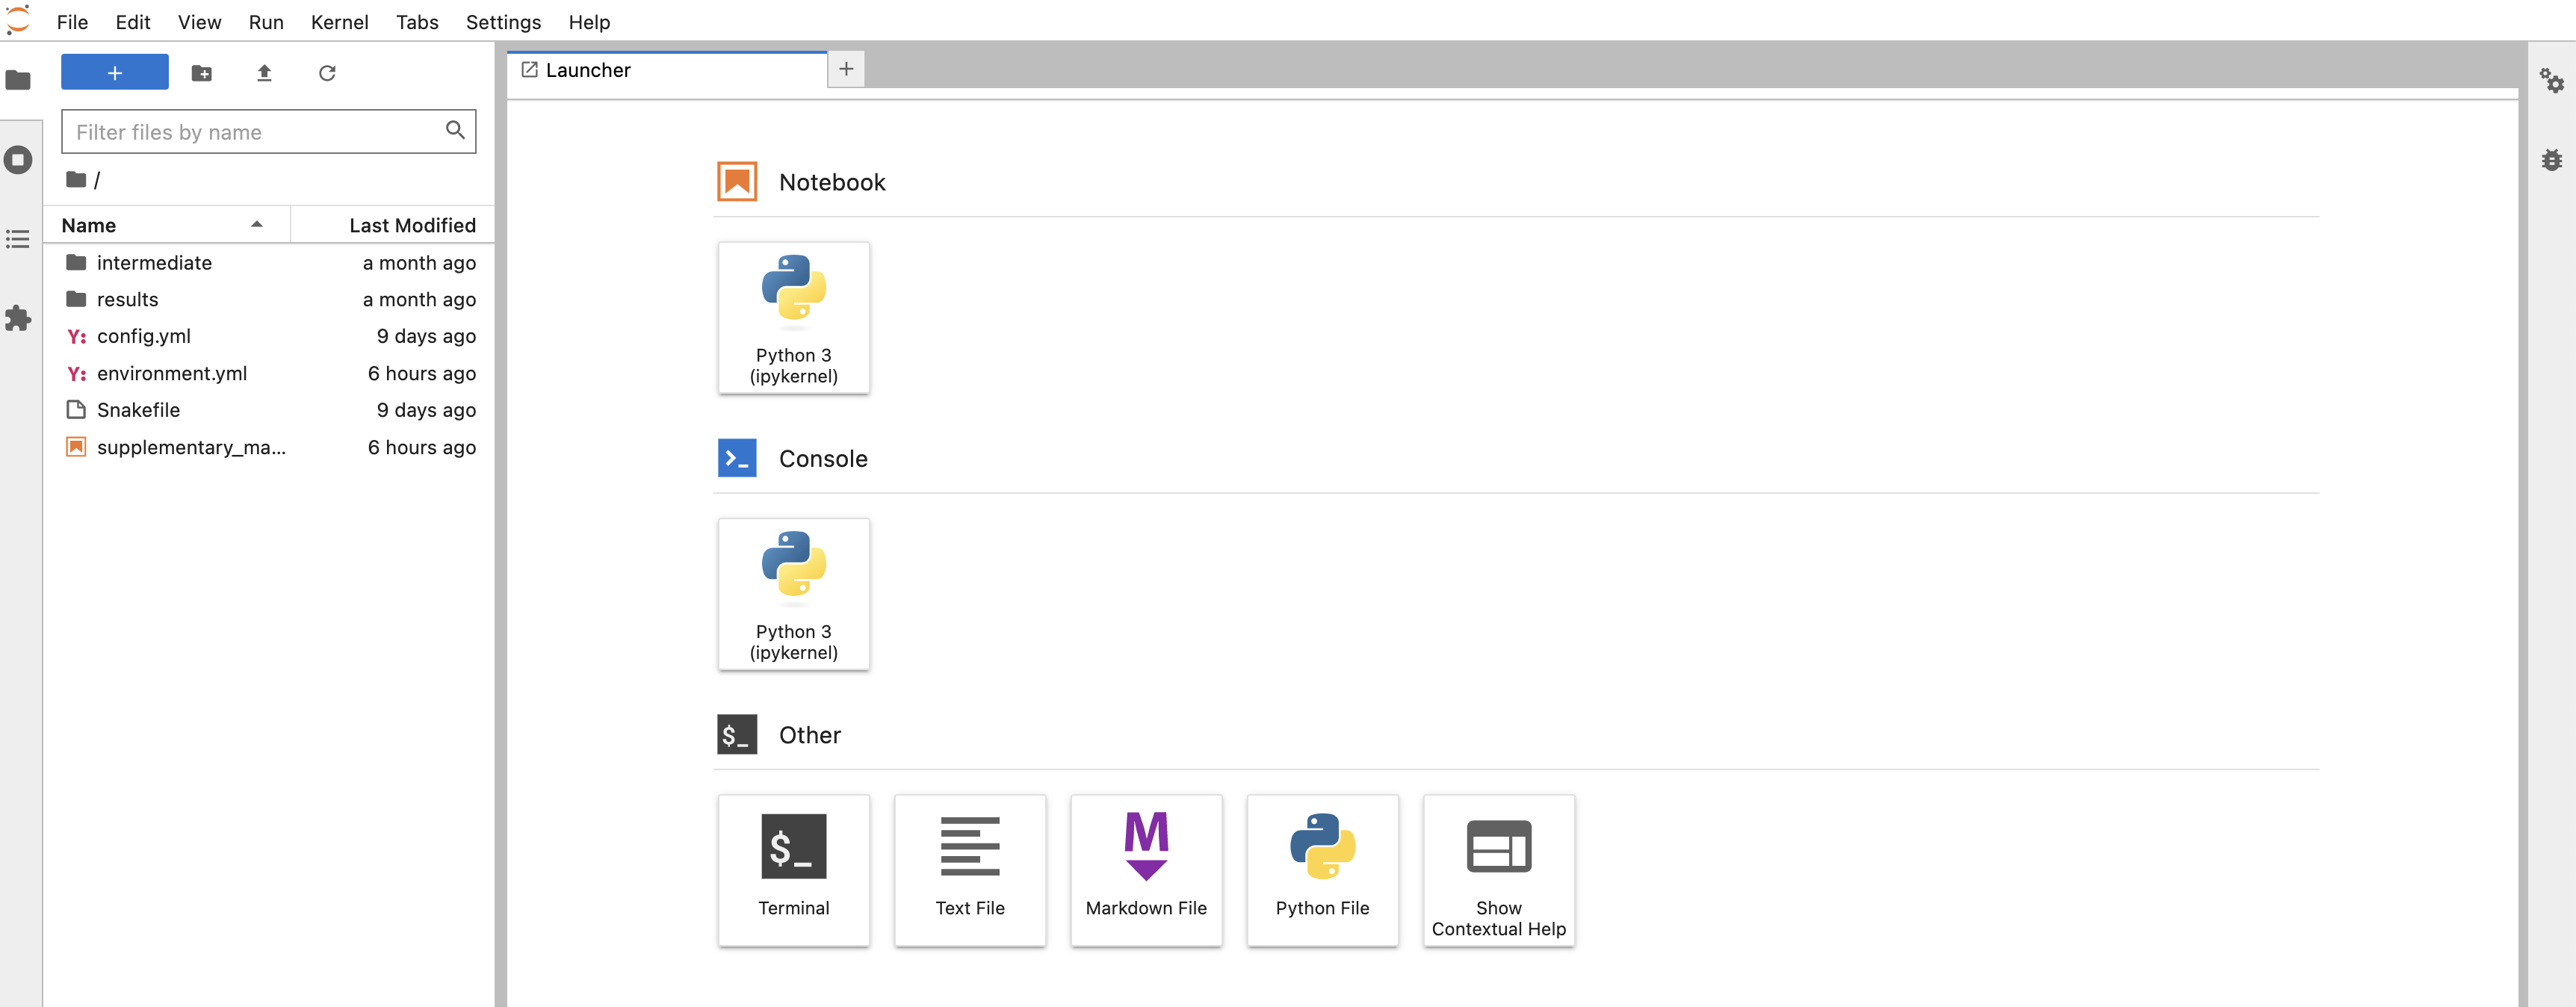 File Edit View Run Kernel Tabs Settings Help
Launcher
Filter files by name
/
Name Last Modified
intermediate a month ago
results a month ago
Y: config.yml 9 days ago
Y: environment.yml 6 hours ago
Snakefile 9 days ago
supplementary_ma... 6 hours ago
Notebook
Python 3
(ipykernel)
Console
Python 3
(ipykernel)
$_ Other
$_
Terminal
Text File
M
Markdown File
Python File
Show
Contextual Help